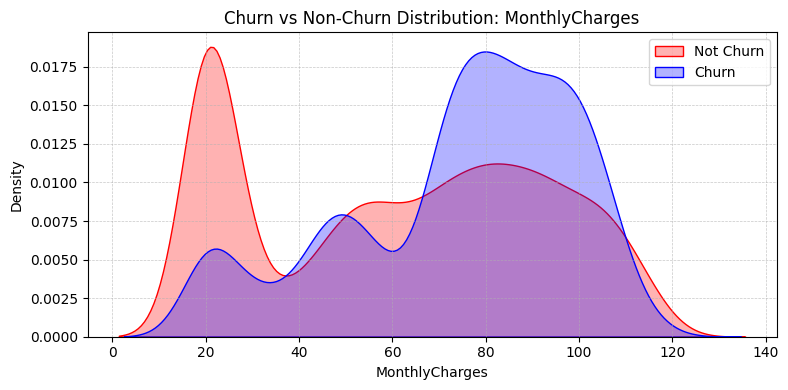 Churn vs Non-Churn Distribution: MonthlyCharges
Not Churn
Churn
Density
0.0175
0.0150
0.0125
0.0100
0.0075
0.0050
0.0025
0.0000
0 20 40 60 80 100 120 140
MonthlyCharges